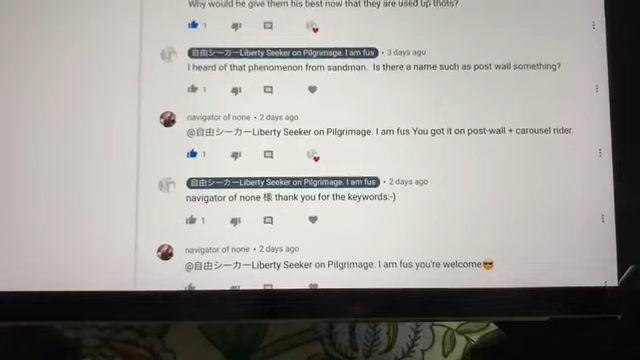 Why would he give them his best now that they are used up thots?
1
自由シーカーLiberty Seeker on Pilgrimage. I am fus • 3 days ago
I heard of that phenomenon from sandman. Is there a name such as post wall something?
1
navigator of none • 2 days ago
@自由シーカーLiberty Seeker on Pilgrimage. I am fus You got it on post-wall + carousel rider.
1
自由シーカーLiberty Seeker on Pilgrimage. I am fus • 2 days ago
navigator of none 様 thank you for the keywords:-)
1
navigator of none • 2 days ago
@自由シーカーLiberty Seeker on Pilgrimage. I am fus you're welcome😎